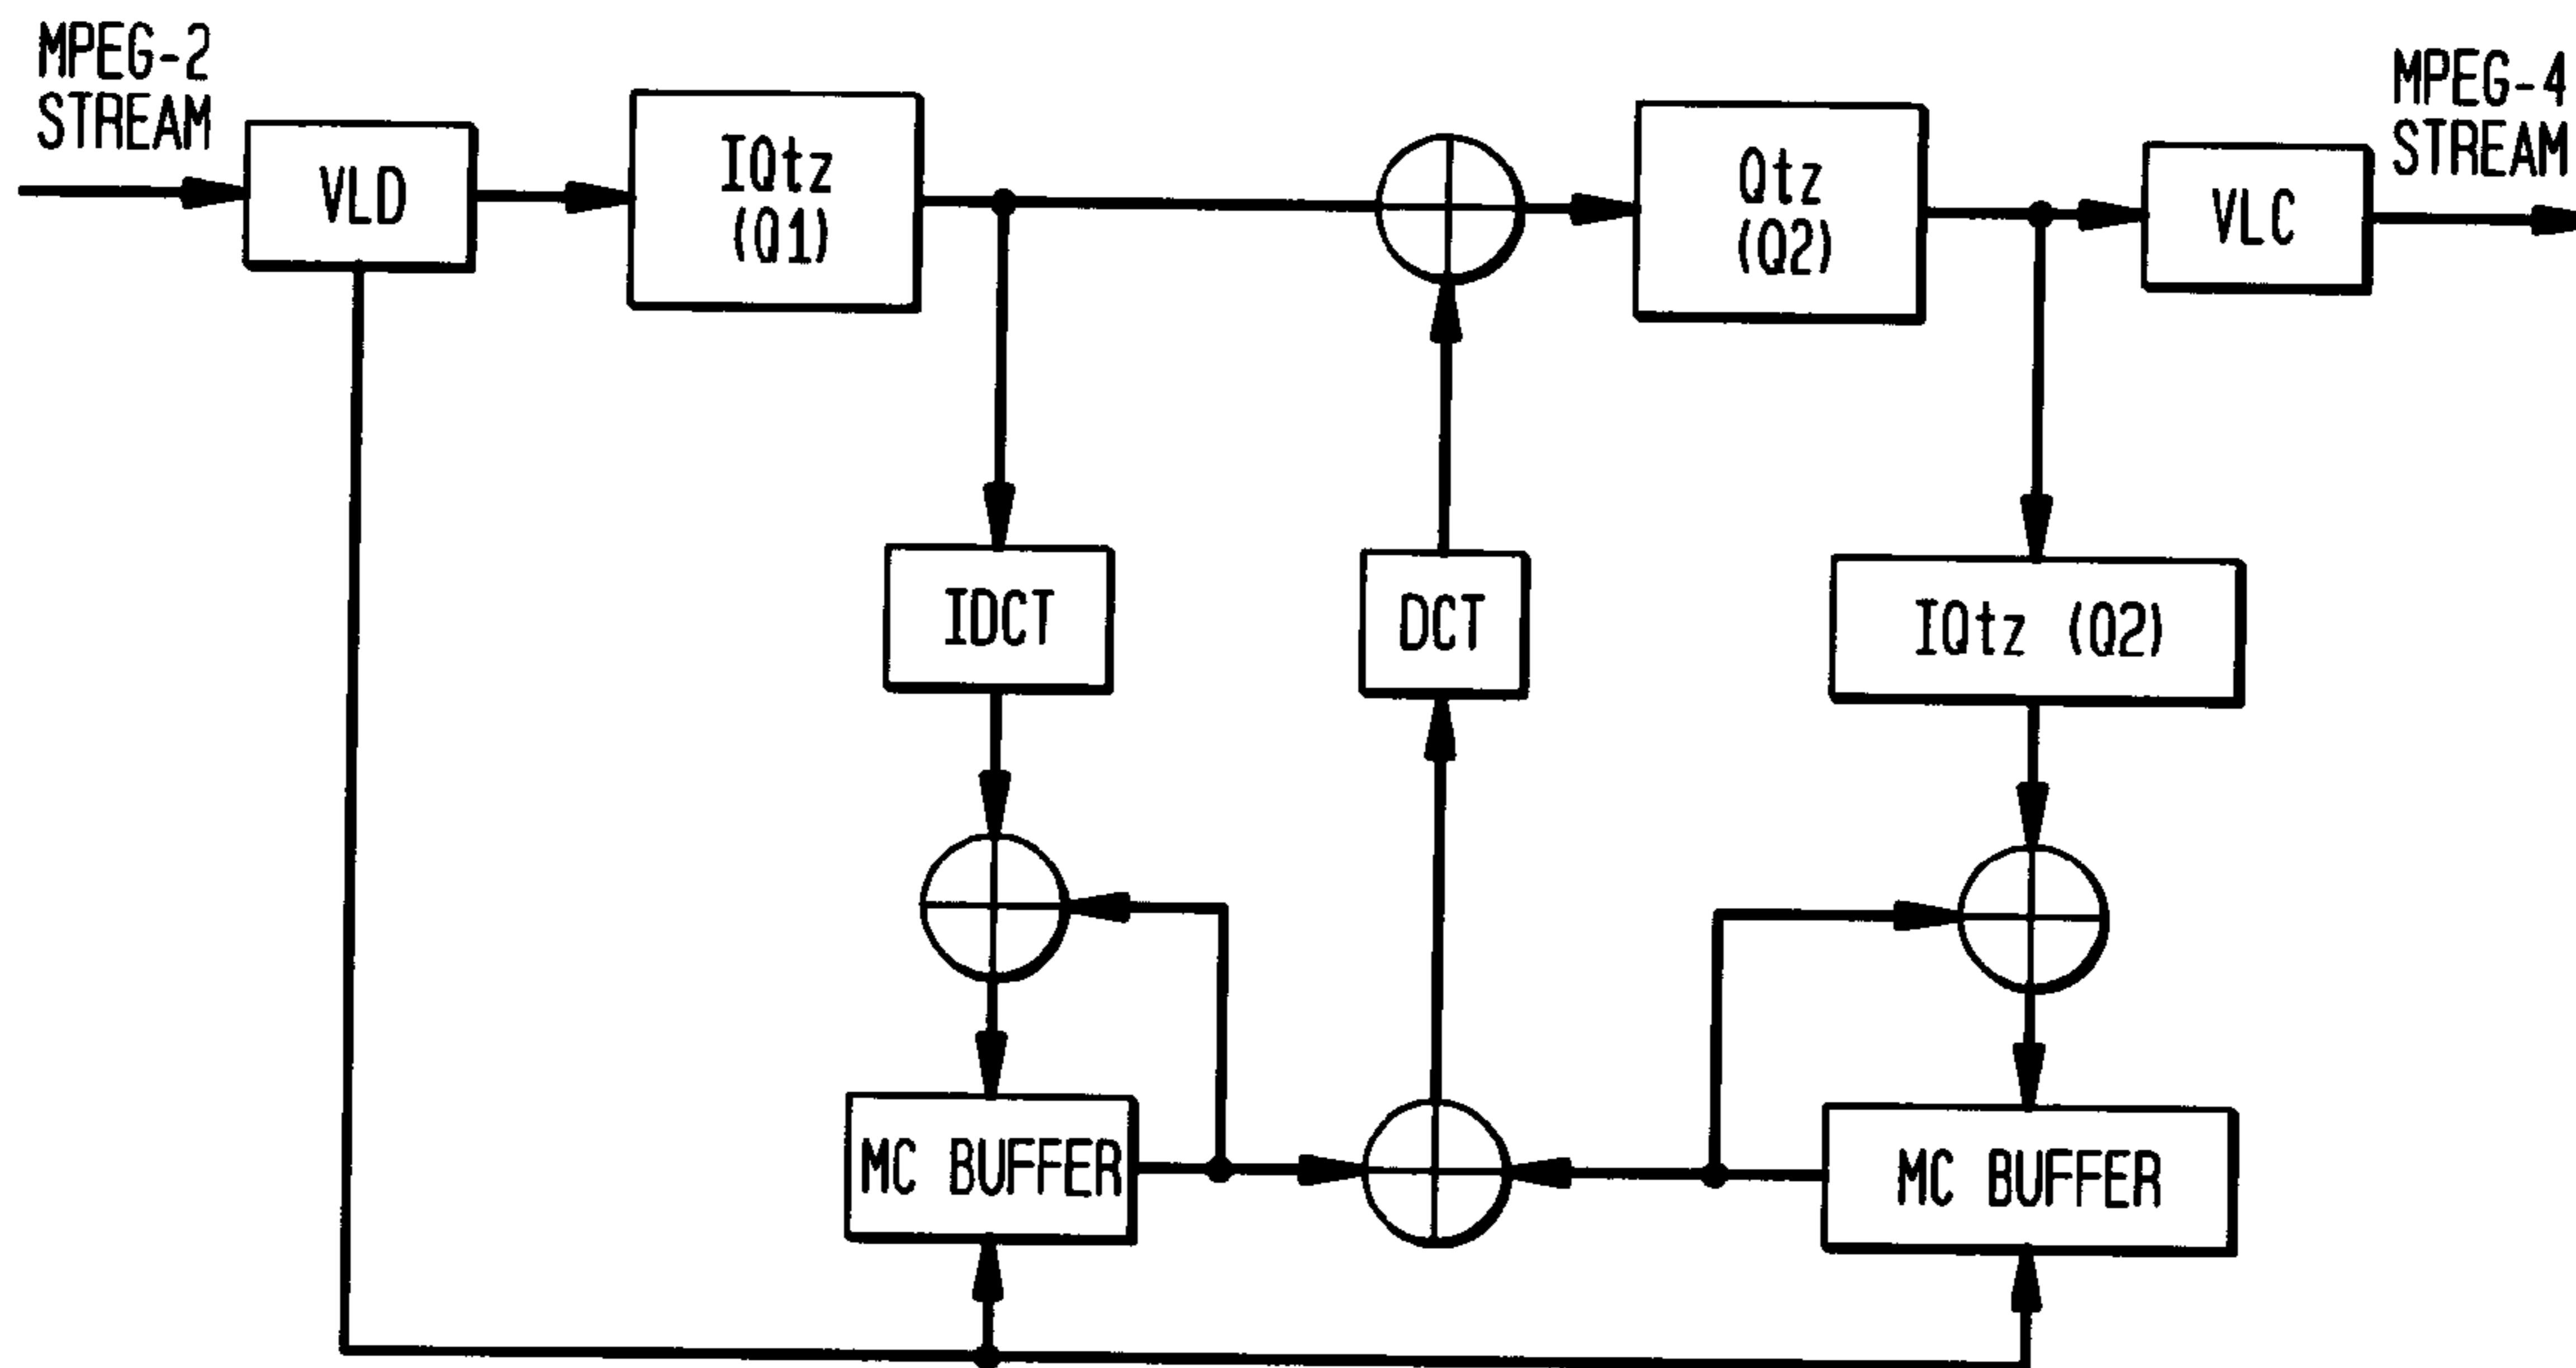 MPEG-2
STREAM
VLD
IQtz
(Q1)
Qtz
(Q2)
VLC
MPEG-4
STREAM
IDCT
DCT
IQtz (Q2)
MC BUFFER
MC BUFFER